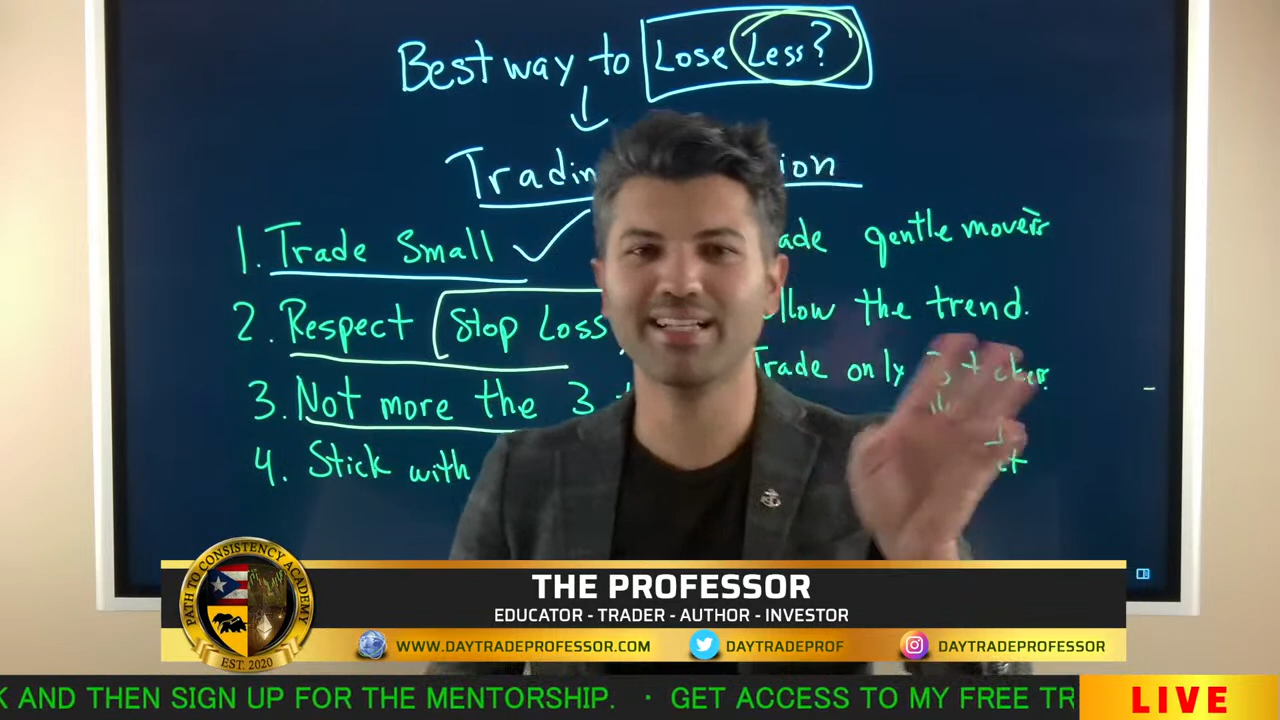 Best way to Lose Less?
Tradin ion
1. Trade Small ade gentle movers
2. Respect Stop Loss llow the trend.
3. Not more the 3 Trade only
4. Stick with
PATH TO CONSISTENCY ACADEMY
EST. 2020
THE PROFESSOR
EDUCATOR - TRADER - AUTHOR - INVESTOR
WWW.DAYTRADEPROFESSOR.COM DAYTRADEPROF DAYTRADEPROFESSOR
K AND THEN SIGN UP FOR THE MENTORSHIP. · GET ACCESS TO MY FREE TR
LIVE